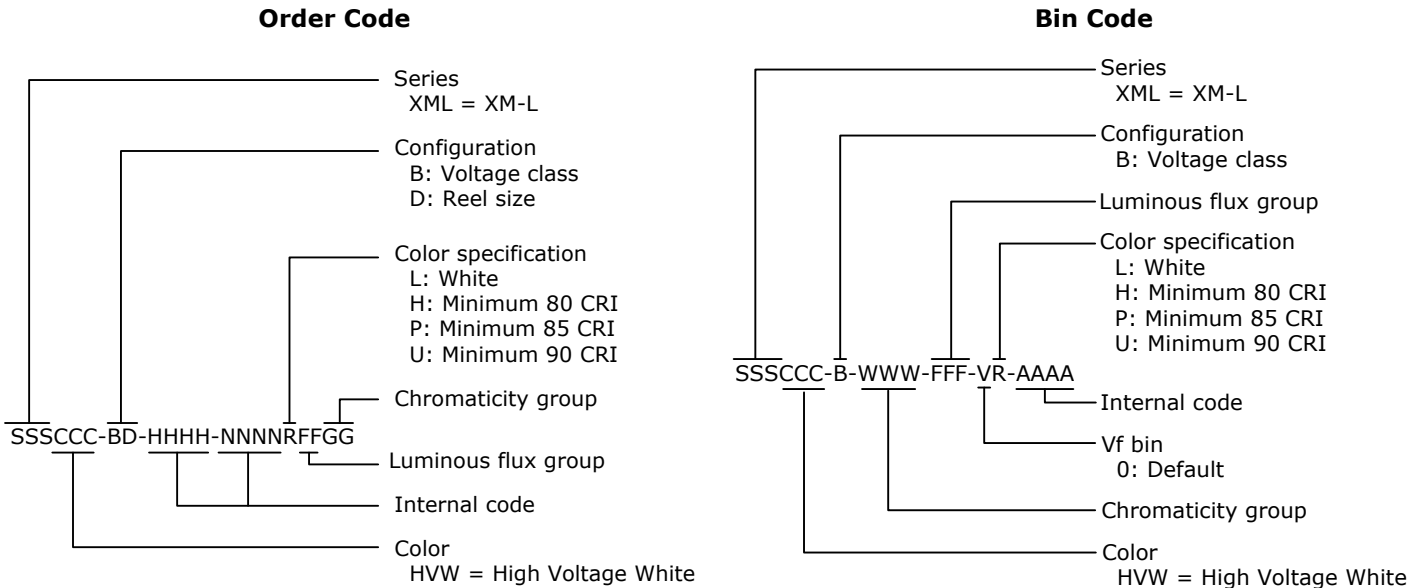 Order Code
Series
XML = XM-L
Configuration
B: Voltage class
D: Reel size
Color specification
L: White
H: Minimum 80 CRI
P: Minimum 85 CRI
U: Minimum 90 CRI
Chromaticity group
SSSCCC-BD-HHHH-NNNNRFFGG
Luminous flux group
Internal code
Color
HVW = High Voltage White
Bin Code
Series
XML = XM-L
Configuration
B: Voltage class
Luminous flux group
Color specification
L: White
H: Minimum 80 CRI
P: Minimum 85 CRI
U: Minimum 90 CRI
SSSCCC-B-WWW-FFF-VR-AAAA
Internal code
Vf bin
0: Default
Chromaticity group
Color
HVW = High Voltage White